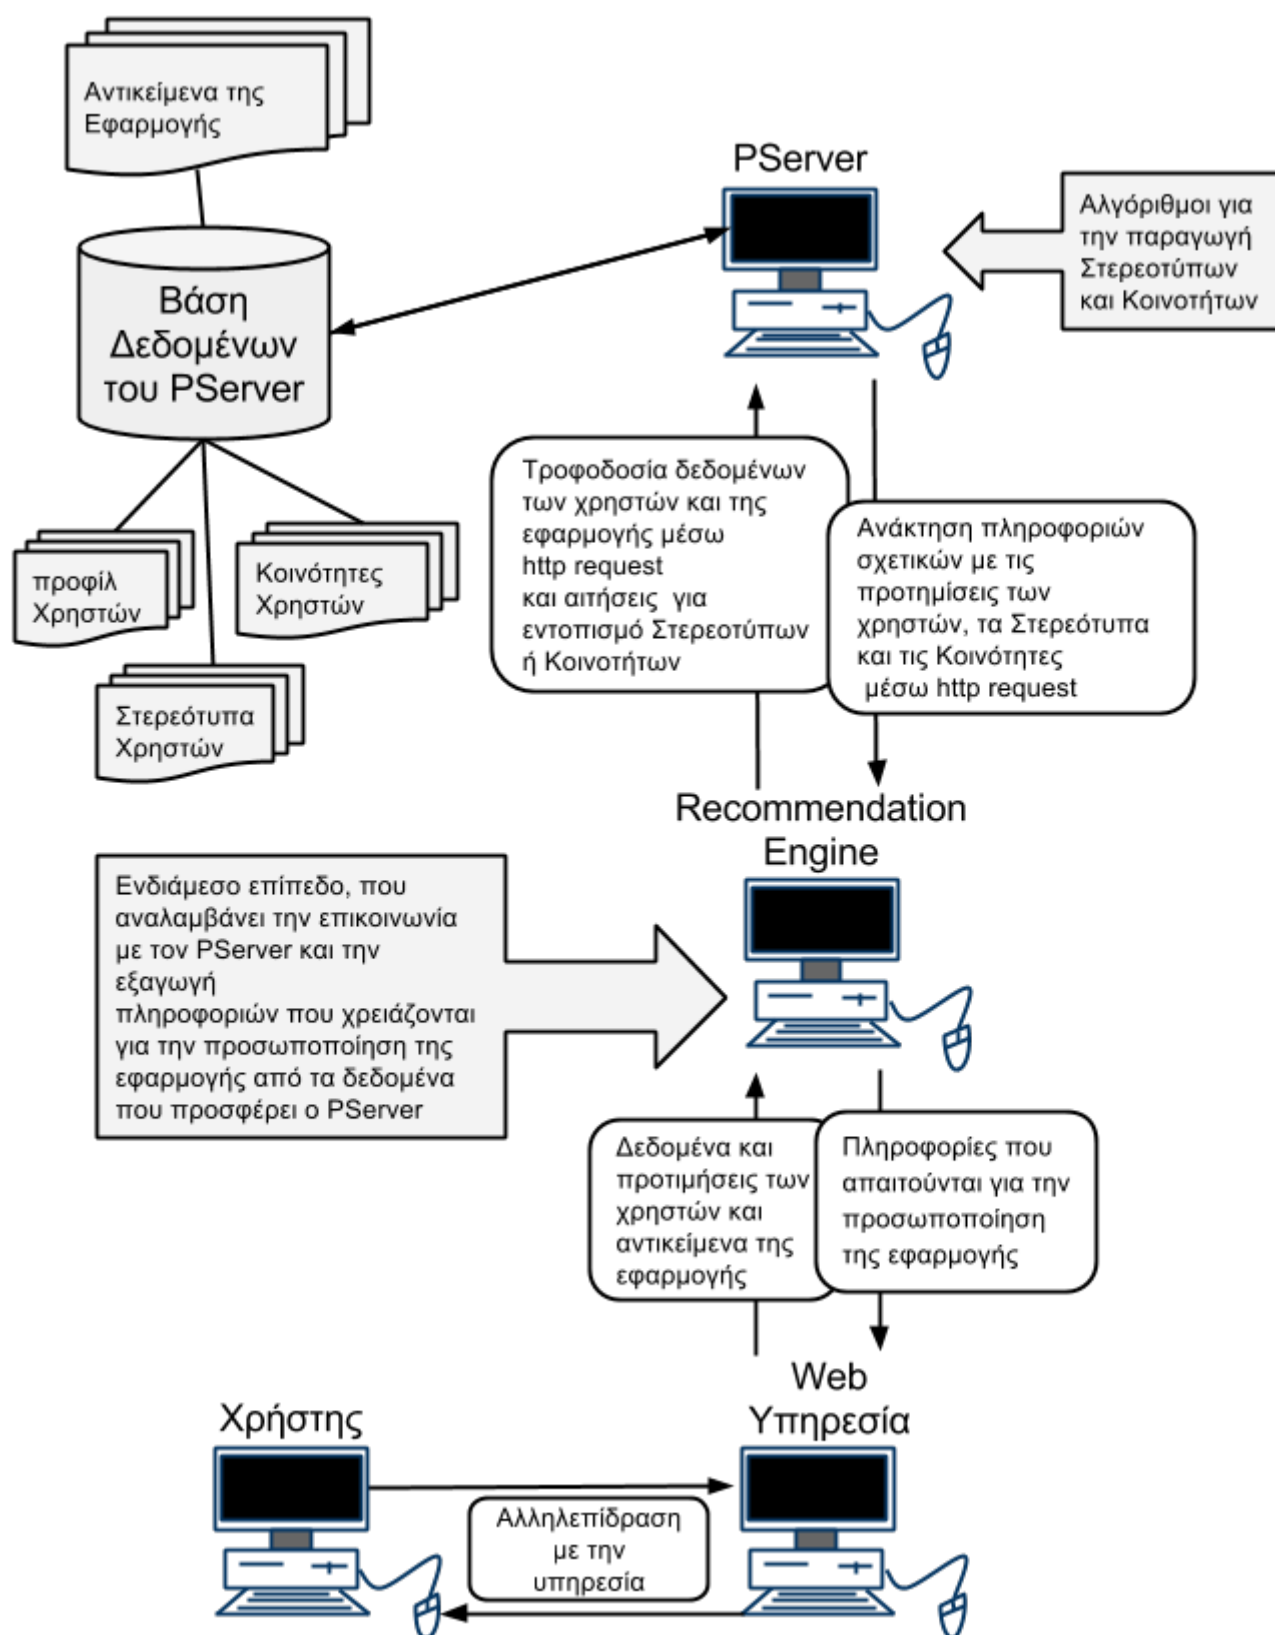 Αντικείμενα της
Εφαρμογής
PServer
Αλγόριθμοι για
την παραγωγή
Στερεοτύπων
και Κοινοτήτων
Βάση
Δεδομένων
του PServer
προφίλ
Χρηστών
Κοινότητες
Χρηστών
Στερεότυπα
Χρηστών
Τροφοδοσία δεδομένων
των χρηστών και της
εφαρμογής μέσω
http request
και αιτήσεις για
εντοπισμό Στερεοτύπων
ή Κοινοτήτων
Ανάκτηση πληροφοριών
σχετικών με τις
προτημίσεις των
χρηστών, τα Στερεότυπα
και τις Κοινότητες
μέσω http request
Recommendation
Engine
Ενδιάμεσο επίπεδο, που
αναλαμβάνει την επικοινωνία
με τον PServer και την
εξαγωγή
πληροφοριών που χρειάζονται
για την προσωποποίηση της
εφαρμογής από τα δεδομένα
που προσφέρει ο PServer
Δεδομένα και
προτιμήσεις των
χρηστών και
αντικείμενα της
εφαρμογής
Πληροφορίες που
απαιτούνται για την
προσωποποίηση
της εφαρμογής
Web
Υπηρεσία
Χρήστης
Αλληλεπίδραση
με την
υπηρεσία